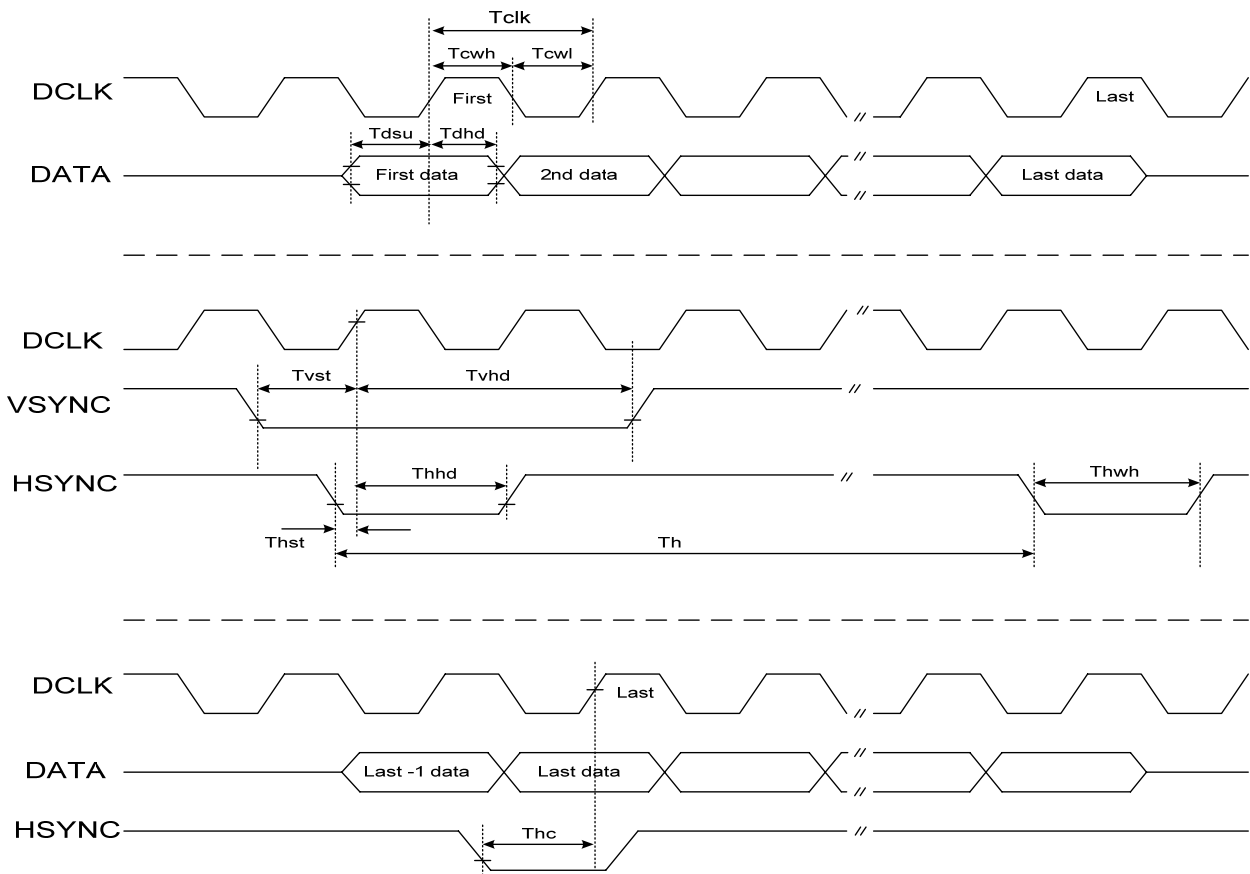 Tclk
Tcwh Tcwl
DCLK First Last
Tdsu Tdhd
DATA First data 2nd data // Last data
DCLK
Tvst Tvhd
VSYNC
HSYNC Thhd Thwh
Thst Th
DCLK Last
DATA Last -1 data Last data
HSYNC Thc